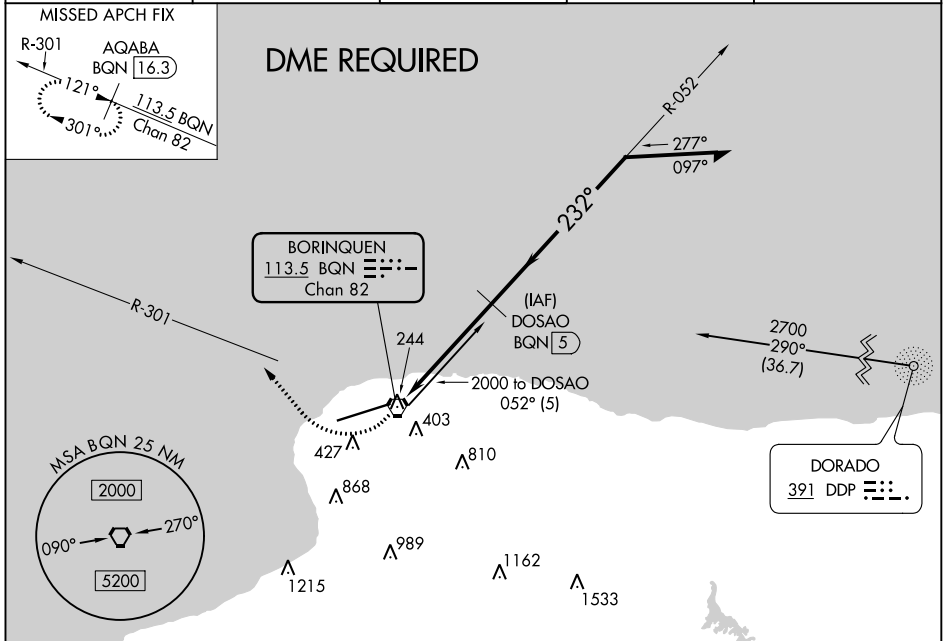 MISSED APCH FIX
R-301
AQABA
BQN 16.3
121°
301°
113.5 BQN
Chan 82
DME REQUIRED
R-052
277°
097°
232°
BORINQUEN
113.5 BQN
Chan 82
R-301
244
(IAF)
DOSAO
BQN 5
2700
290°
(36.7)
2000 to DOSAO
052° (5)
403
427
810
868
989
1162
1215
1533
DORADO
391 DDP
MSA BQN 25 NM
2000
090°
270°
5200